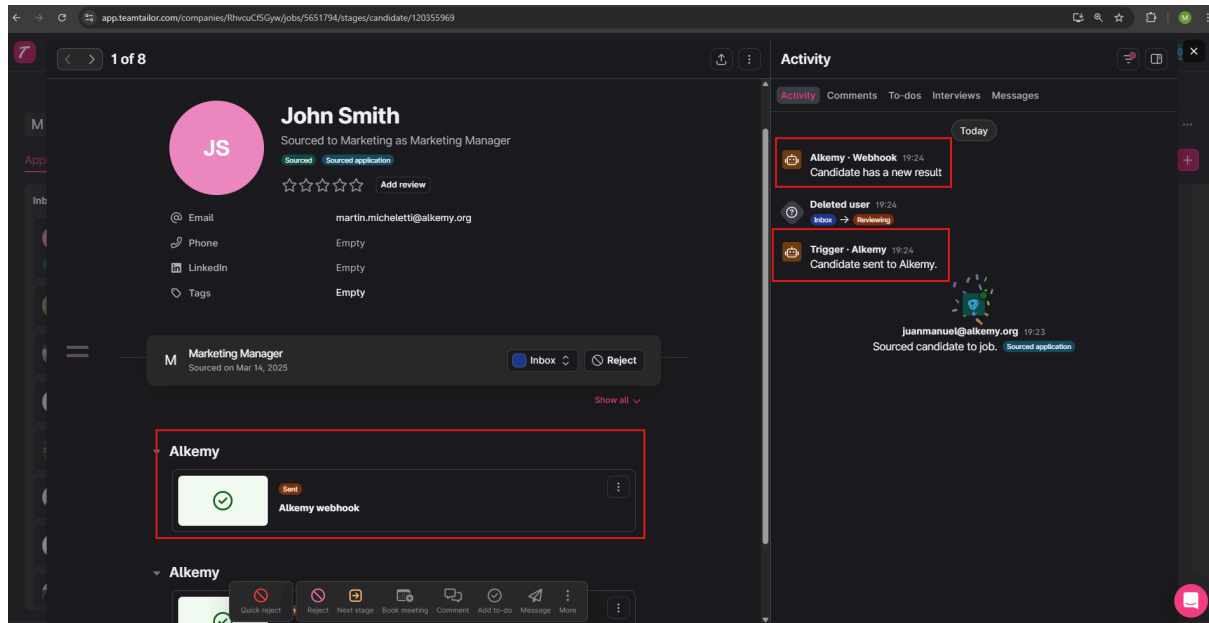 app.teamtailor.com/companies/RhvcuCf5Gyw/jobs/5651794/stages/candidate/120355969
M
1 of 8
JS
John Smith
Sourced to Marketing as Marketing Manager
Sourced Sourced application
Add review
Email martin.micheletti@alkemy.org
Phone Empty
LinkedIn Empty
Tags Empty
M Marketing Manager
Sourced on Mar 14, 2025
Inbox
Reject
Show all
Alkemy
Sent
Alkemy webhook
Alkemy
Quick reject
Reject
Next stage
Book meeting
Comment
Add to-do
Message
More
Activity
Activity Comments To-dos Interviews Messages
Today
Alkemy · Webhook 19:24
Candidate has a new result
Deleted user 19:24
Inbox → Reviewing
Trigger · Alkemy 19:24
Candidate sent to Alkemy.
juanmanuel@alkemy.org 19:23
Sourced candidate to job. Sourced application
M
Appl
Inb